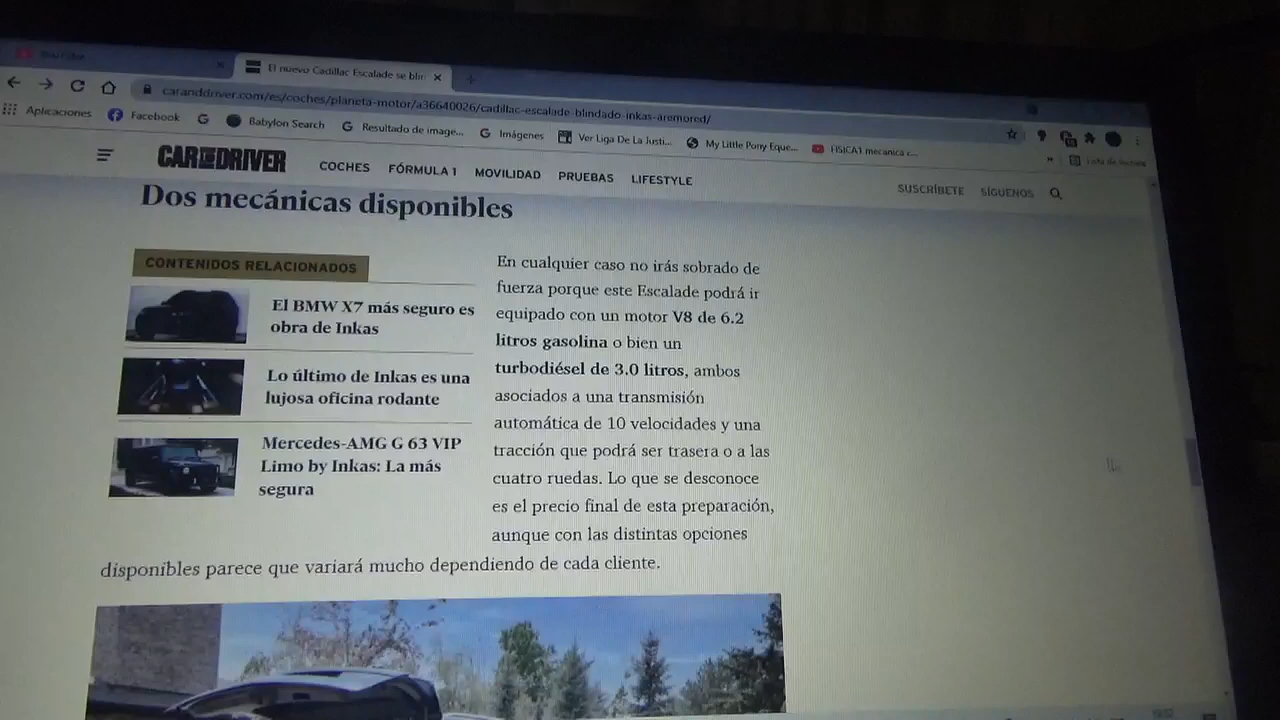 YouTube
El nuevo Cadillac Escalade se blin
caranddriver.com/es/coches/planeta-motor/a36640026/cadillac-escalade-blindado-inkas-aremored/
Aplicaciones Facebook Babylon Search Resultado de image... Imágenes Ver Liga De La Justi... My Little Pony Eque... FISICA1 mecanica c...
CAR AND DRIVER COCHES FÓRMULA 1 MOVILIDAD PRUEBAS LIFESTYLE SUSCRÍBETE SÍGUENOS
Dos mecánicas disponibles
CONTENIDOS RELACIONADOS
El BMW X7 más seguro es
obra de Inkas
Lo último de Inkas es una
lujosa oficina rodante
Mercedes-AMG G 63 VIP
Limo by Inkas: La más
segura
En cualquier caso no irás sobrado de
fuerza porque este Escalade podrá ir
equipado con un motor V8 de 6.2
litros gasolina o bien un
turbodiésel de 3.0 litros, ambos
asociados a una transmisión
automática de 10 velocidades y una
tracción que podrá ser trasera o a las
cuatro ruedas. Lo que se desconoce
es el precio final de esta preparación,
aunque con las distintas opciones
disponibles parece que variará mucho dependiendo de cada cliente.